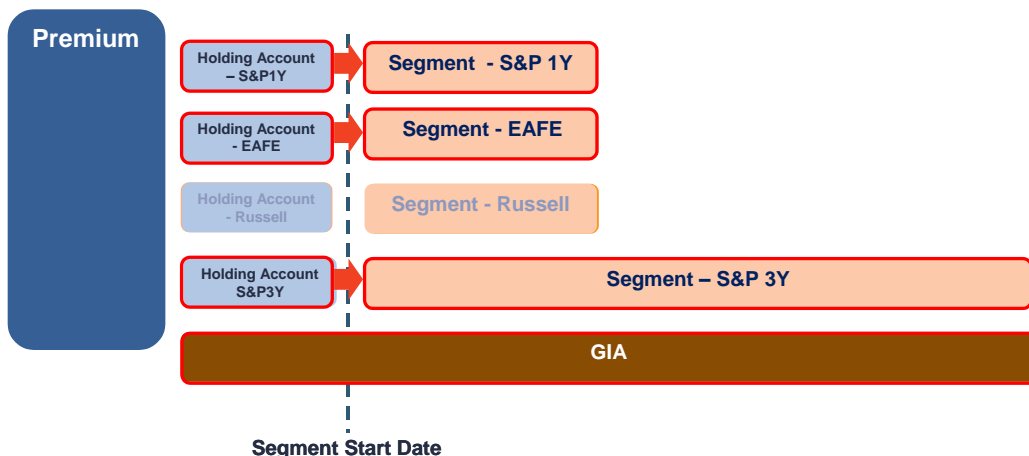 Premium
Holding Account
– S&P1Y
Segment - S&P 1Y
Holding Account
- EAFE
Segment - EAFE
Holding Account
- Russell
Segment - Russell
Holding Account
S&P3Y
Segment – S&P 3Y
GIA
Segment Start Date